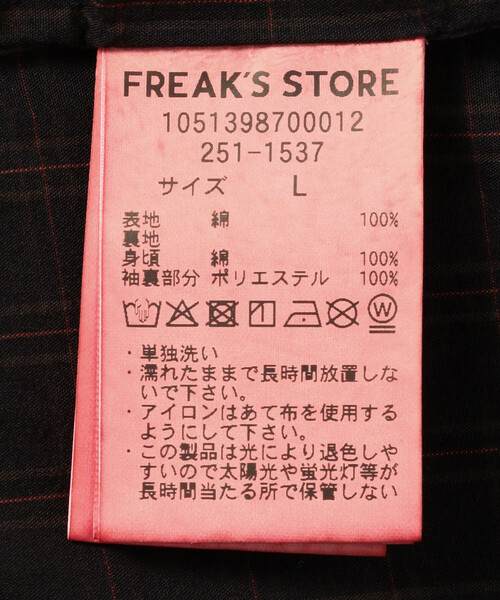 FREAK'S STORE
1051398700012
251-1537
サイズ L
表地 綿 100%
裏地
身頃 綿 100%
袖裏部分 ポリエステル 100%
W
・単独洗い
・濡れたままで長時間放置しな
いで下さい。
・アイロンはあて布を使用する
ようにして下さい。
・この製品は光により退色しや
すいので太陽光や蛍光灯等が
長時間当たる所で保管しない